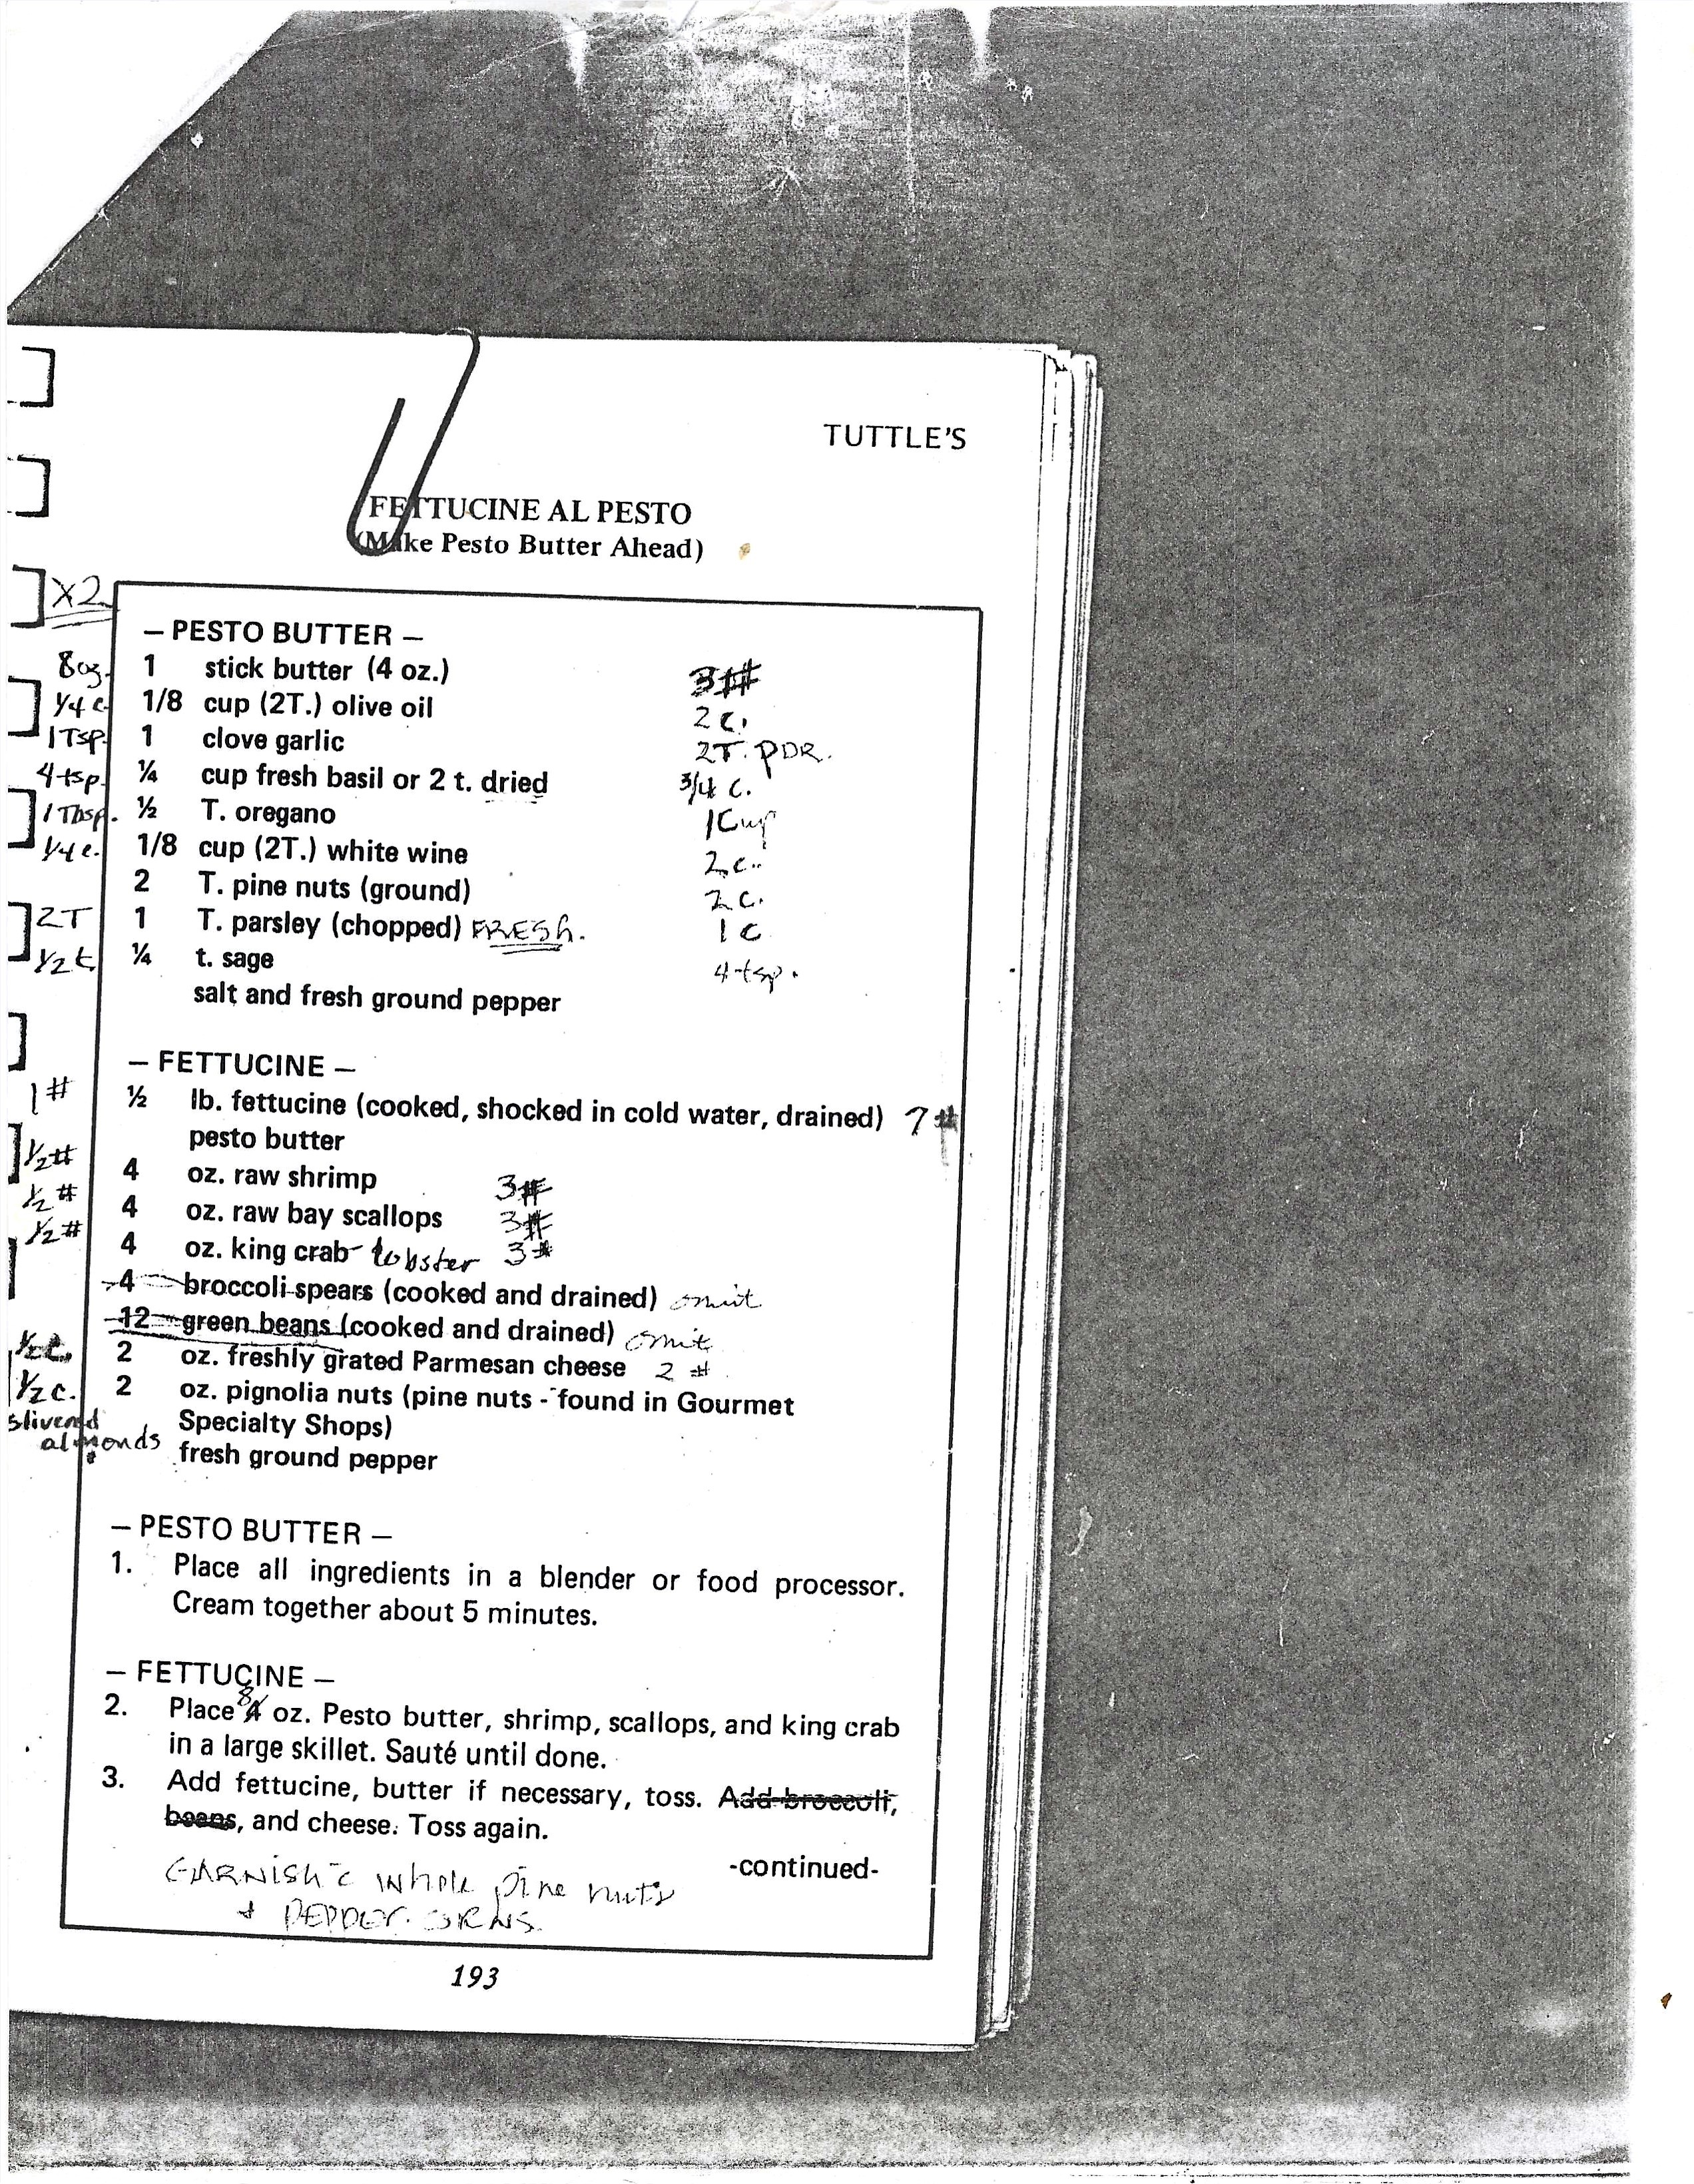 TUTTLE'S
FETTUCINE AL PESTO
(Make Pesto Butter Ahead)
X2
— PESTO BUTTER —
8oz. 1 stick butter (4 oz.) 3#
1/4 c. 1/8 cup (2T.) olive oil 2 c.
1 Tsp. 1 clove garlic 2T. PDR.
4 tsp. ¼ cup fresh basil or 2 t. dried 3/4 c.
1 Tbsp. ½ T. oregano 1 Cup
1/4 c. 1/8 cup (2T.) white wine 2 c.
2 T. pine nuts (ground) 2 c.
2T 1 T. parsley (chopped) FRESh. 1 c
1/2 t. ¼ t. sage 4 tsp.
salt and fresh ground pepper
— FETTUCINE —
1# ½ lb. fettucine (cooked, shocked in cold water, drained) 7#
pesto butter
1/2# 4 oz. raw shrimp 3#
1/2# 4 oz. raw bay scallops 3#
1/2# 4 oz. king crab - lobster 3#
4 broccoli spears (cooked and drained) omit
12 green beans (cooked and drained) omit
1/2 c. 2 oz. freshly grated Parmesan cheese 2 #
1/2 c. 2 oz. pignolia nuts (pine nuts - found in Gourmet
slivered Specialty Shops)
almonds fresh ground pepper
— PESTO BUTTER —
1. Place all ingredients in a blender or food processor.
Cream together about 5 minutes.
— FETTUCINE —
2. Place 8 4 oz. Pesto butter, shrimp, scallops, and king crab
in a large skillet. Sauté until done.
3. Add fettucine, butter if necessary, toss. Add broccoli,
beans, and cheese. Toss again.
-continued-
GARNISh c whole pine nuts
+ PEPPER CORNS
193